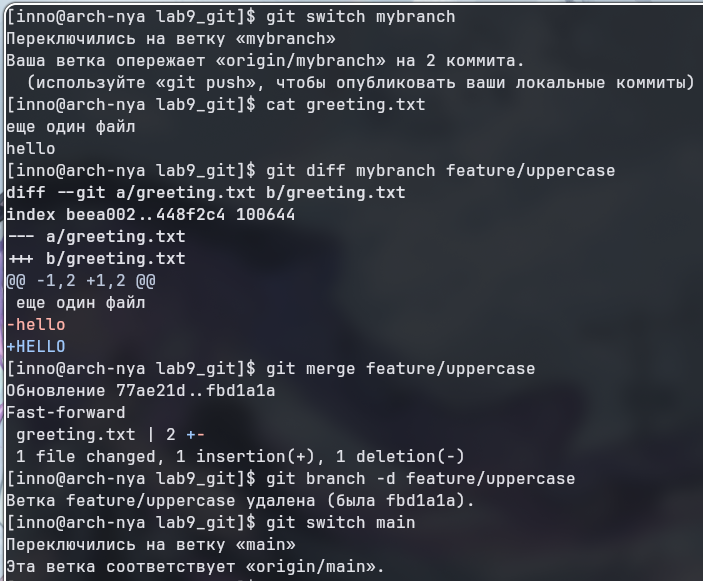 [inno@arch-nya lab9_git]$ git switch mybranch
Переключились на ветку «mybranch»
Ваша ветка опережает «origin/mybranch» на 2 коммита.
  (используйте «git push», чтобы опубликовать ваши локальные коммиты)
[inno@arch-nya lab9_git]$ cat greeting.txt
еще один файл
hello
[inno@arch-nya lab9_git]$ git diff mybranch feature/uppercase
diff --git a/greeting.txt b/greeting.txt
index beea002..448f2c4 100644
--- a/greeting.txt
+++ b/greeting.txt
@@ -1,2 +1,2 @@
 еще один файл
-hello
+HELLO
[inno@arch-nya lab9_git]$ git merge feature/uppercase
Обновление 77ae21d..fbd1a1a
Fast-forward
 greeting.txt | 2 +-
 1 file changed, 1 insertion(+), 1 deletion(-)
[inno@arch-nya lab9_git]$ git branch -d feature/uppercase
Ветка feature/uppercase удалена (была fbd1a1a).
[inno@arch-nya lab9_git]$ git switch main
Переключились на ветку «main»
Эта ветка соответствует «origin/main».